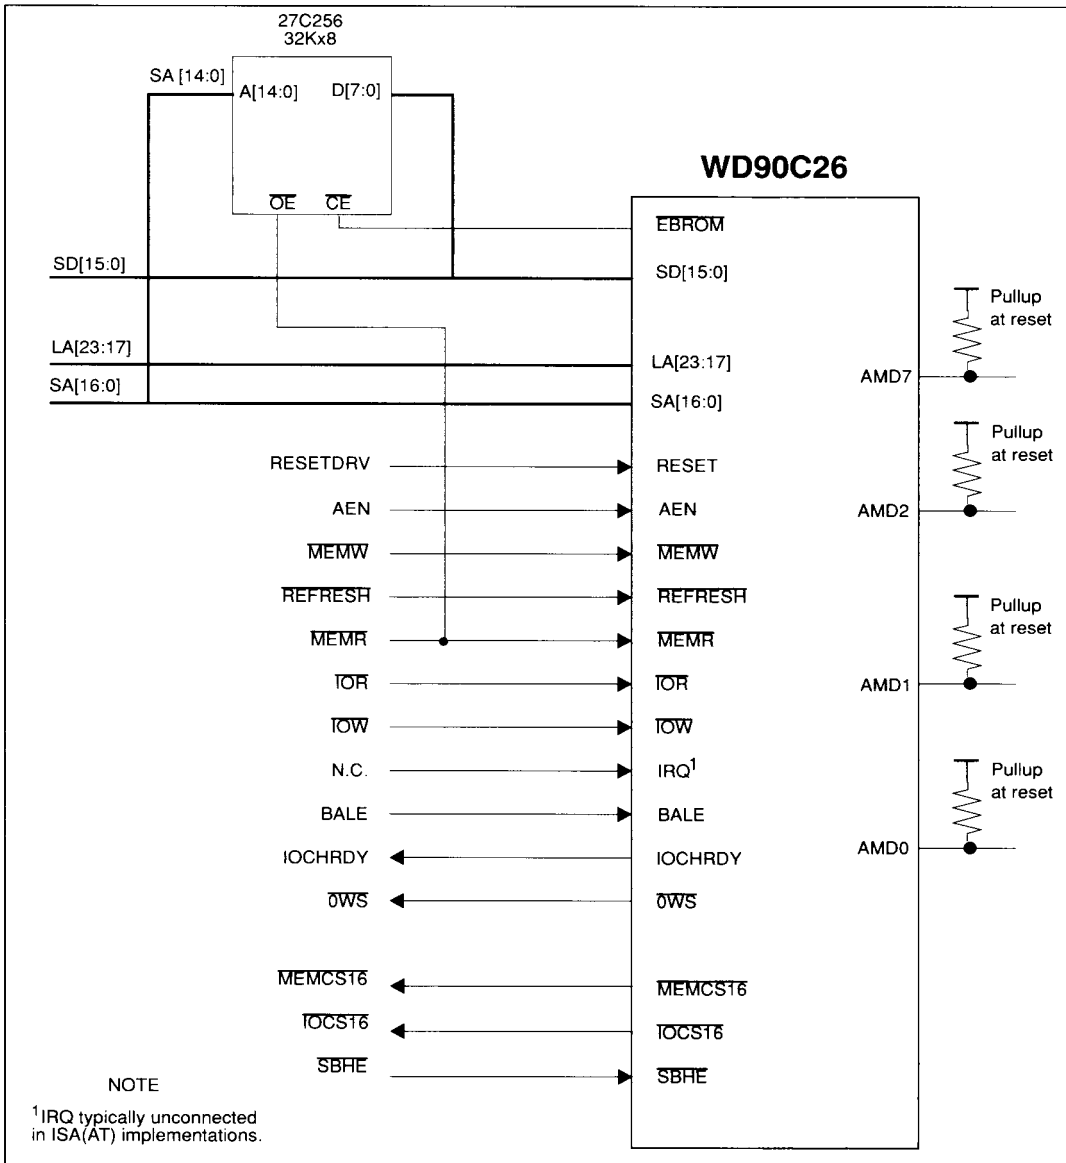 27C256
32Kx8
SA [14:0]
A[14:0]
D[7:0]
OE
CE
WD90C26
EBROM
SD[15:0]
SD[15:0]
Pullup
at reset
LA[23:17]
LA[23:17]
AMD7
SA[16:0]
SA[16:0]
Pullup
at reset
RESETDRV
RESET
AEN
AEN
AMD2
MEMW
MEMW
REFRESH
REFRESH
Pullup
at reset
MEMR
MEMR
IOR
IOR
AMD1
IOW
IOW
N.C.
IRQ1
Pullup
at reset
BALE
BALE
AMD0
IOCHRDY
IOCHRDY
0WS
0WS
MEMCS16
MEMCS16
IOCS16
IOCS16
SBHE
SBHE
NOTE
1IRQ typically unconnected
in ISA(AT) implementations.